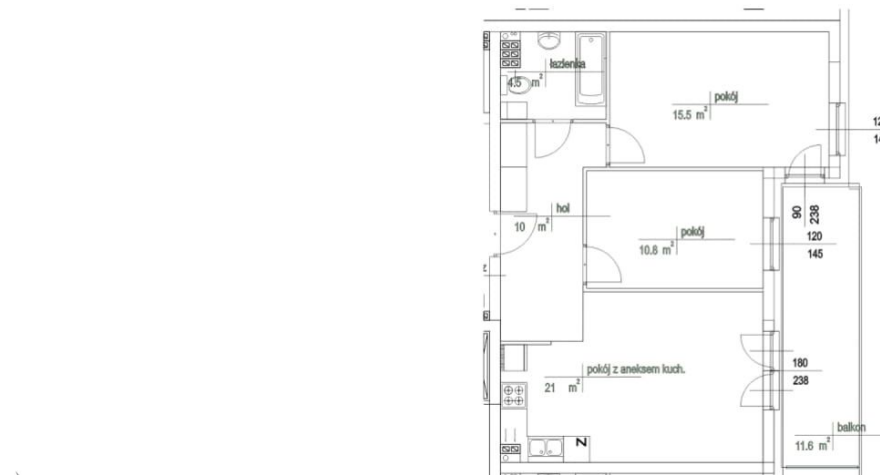 łazienka
4.5 m²
pokój
15.5 m²
90
238
hol
10 m²
pokój
10.8 m²
120
145
180
238
pokój z aneksem kuch.
21 m²
Z
balkon
11.6 m²